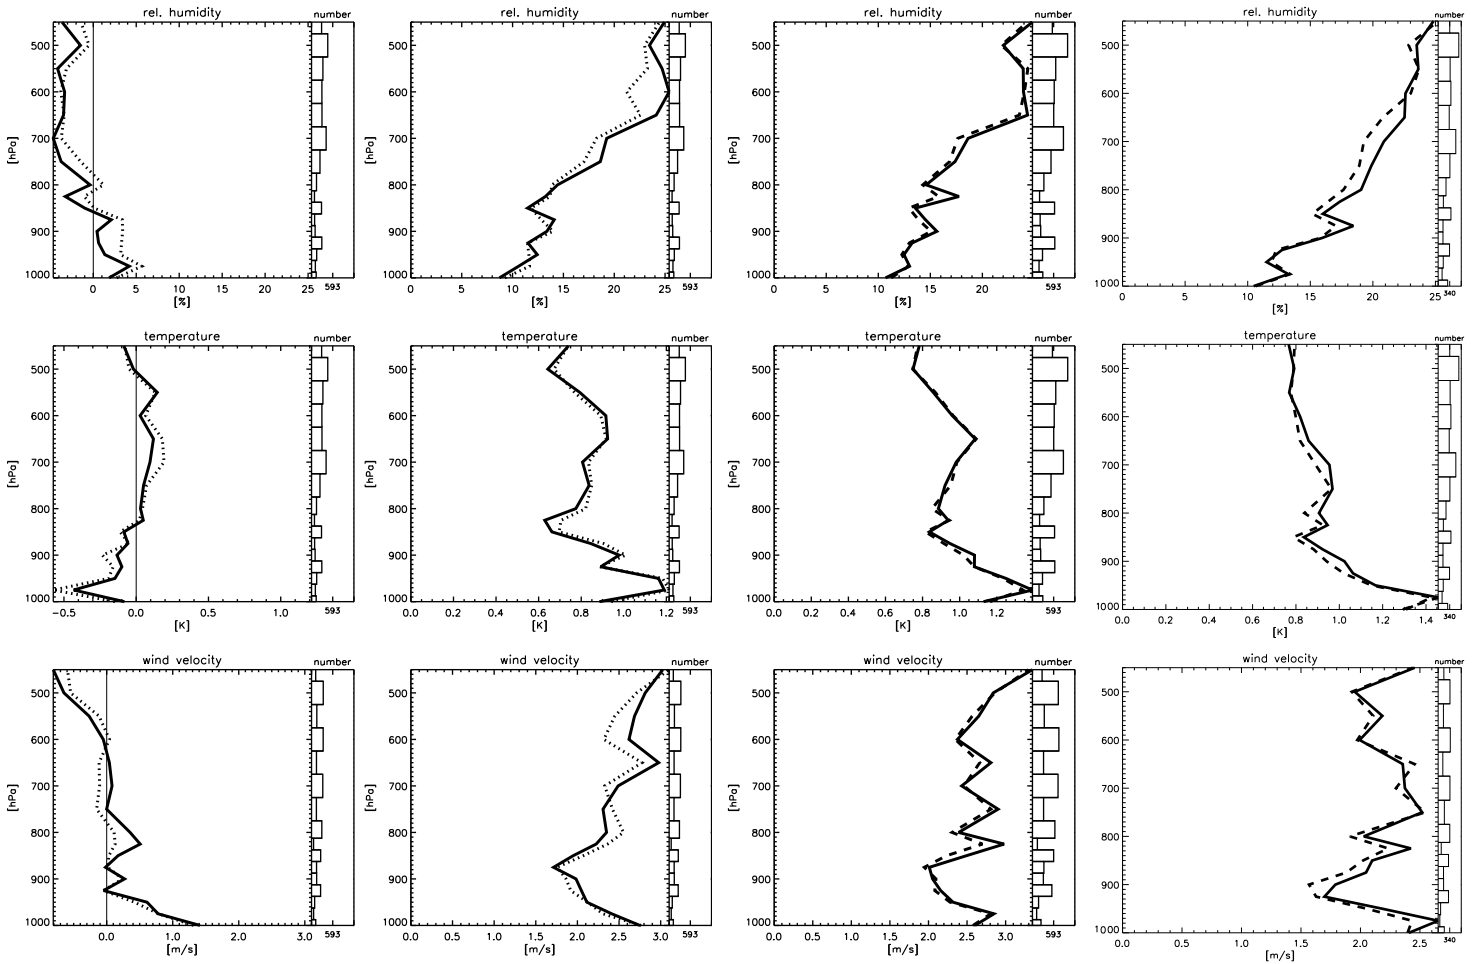 rel. humidity number
500
600
700
800
900
1000
[hPa]
0 5 10 15 20 25 593
[%]
rel. humidity number
500
600
700
800
900
1000
[hPa]
0 5 10 15 20 25 593
[%]
rel. humidity number
500
600
700
800
900
1000
0 5 10 15 20 25 593
[%]
rel. humidity number
500
600
700
800
900
1000
0 5 10 15 20 25 340
[%]
temperature number
500
600
700
800
900
1000
[hPa]
−0.5 0.0 0.5 1.0 593
[K]
temperature number
500
600
700
800
900
1000
[hPa]
0.0 0.2 0.4 0.6 0.8 1.0 1.2 593
[K]
temperature number
500
600
700
800
900
1000
0.0 0.2 0.4 0.6 0.8 1.0 1.2 593
[K]
temperature number
500
600
700
800
900
1000
0.0 0.2 0.4 0.6 0.8 1.0 1.2 1.4 340
[K]
wind velocity number
500
600
700
800
900
1000
[hPa]
0.0 1.0 2.0 3.0 593
[m/s]
wind velocity number
500
600
700
800
900
1000
[hPa]
0.0 0.5 1.0 1.5 2.0 2.5 3.0 593
[m/s]
wind velocity number
500
600
700
800
900
1000
0.0 0.5 1.0 1.5 2.0 2.5 3.0 593
[m/s]
wind velocity number
500
600
700
800
900
1000
0.0 0.5 1.0 1.5 2.0 2.5 340
[m/s]